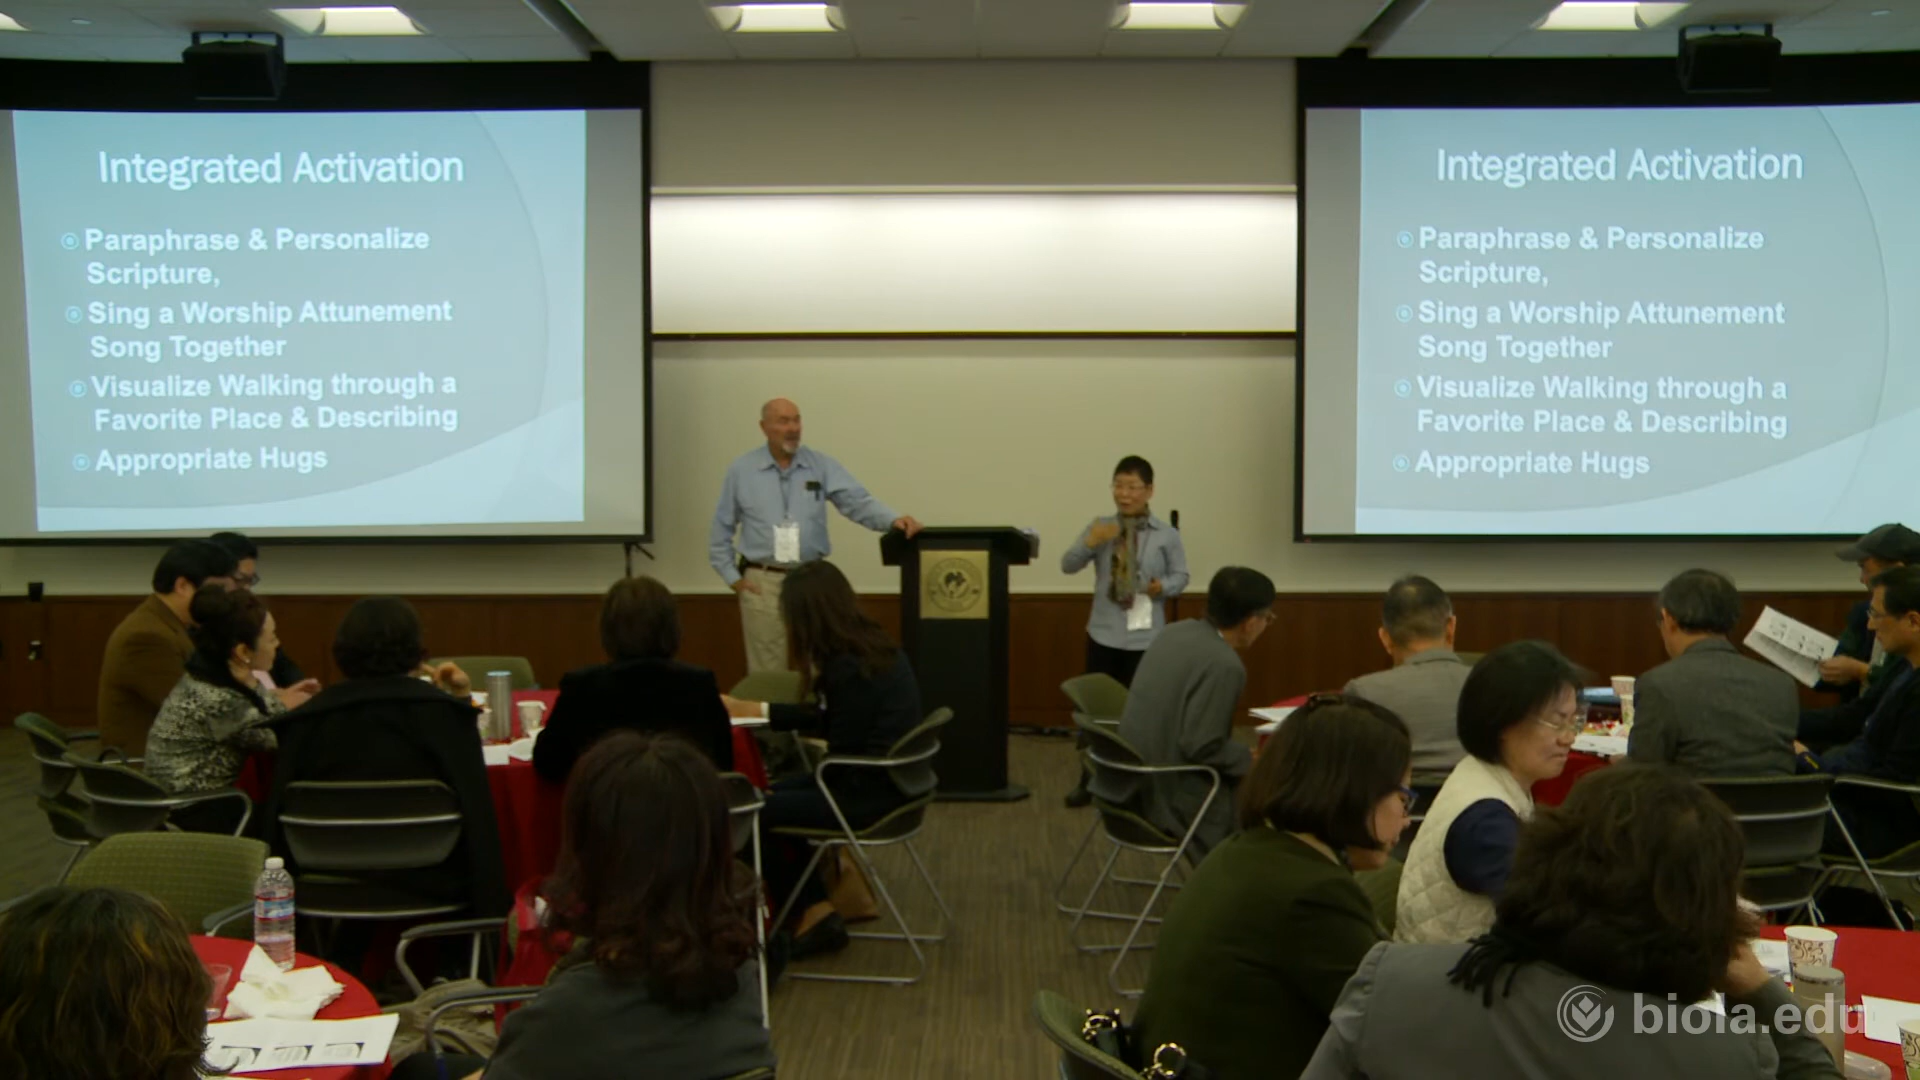 Integrated Activation
Paraphrase & Personalize
Scripture,
Sing a Worship Attunement
Song Together
Visualize Walking through a
Favorite Place & Describing
Appropriate Hugs
Integrated Activation
Paraphrase & Personalize
Scripture,
Sing a Worship Attunement
Song Together
Visualize Walking through a
Favorite Place & Describing
Appropriate Hugs
biola.edu